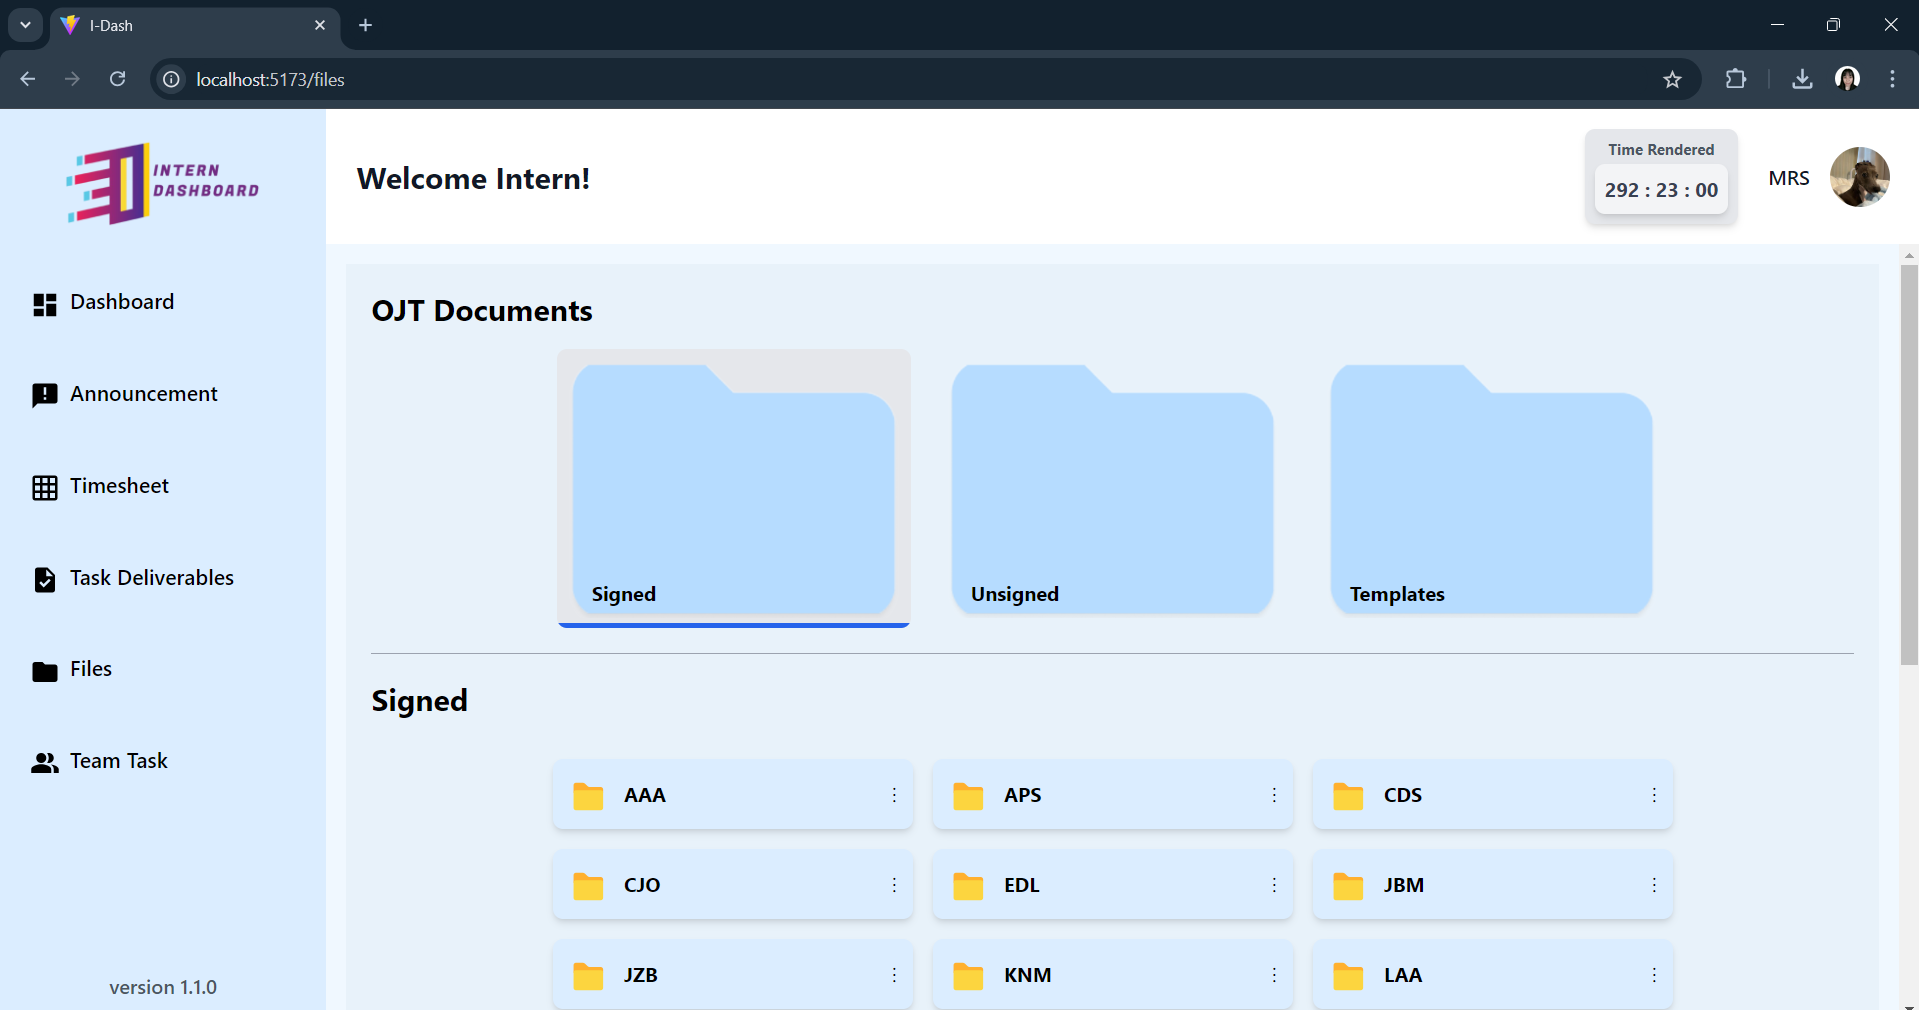 I-Dash
localhost:5173/files
INTERN
DASHBOARD
Welcome Intern!
Time Rendered
292 : 23 : 00
MRS
Dashboard
Announcement
Timesheet
Task Deliverables
Files
Team Task
version 1.1.0
OJT Documents
Signed
Unsigned
Templates
Signed
AAA
APS
CDS
CJO
EDL
JBM
JZB
KNM
LAA